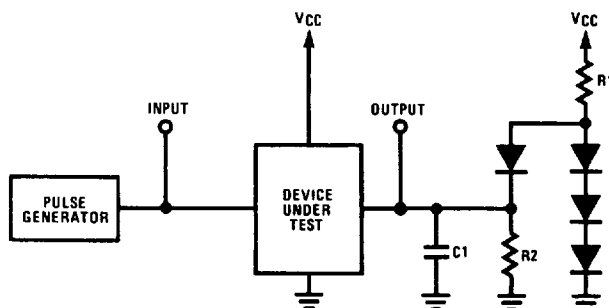 VCC
VCC
R1
INPUT
OUTPUT
PULSE
GENERATOR
DEVICE
UNDER
TEST
C1
R2